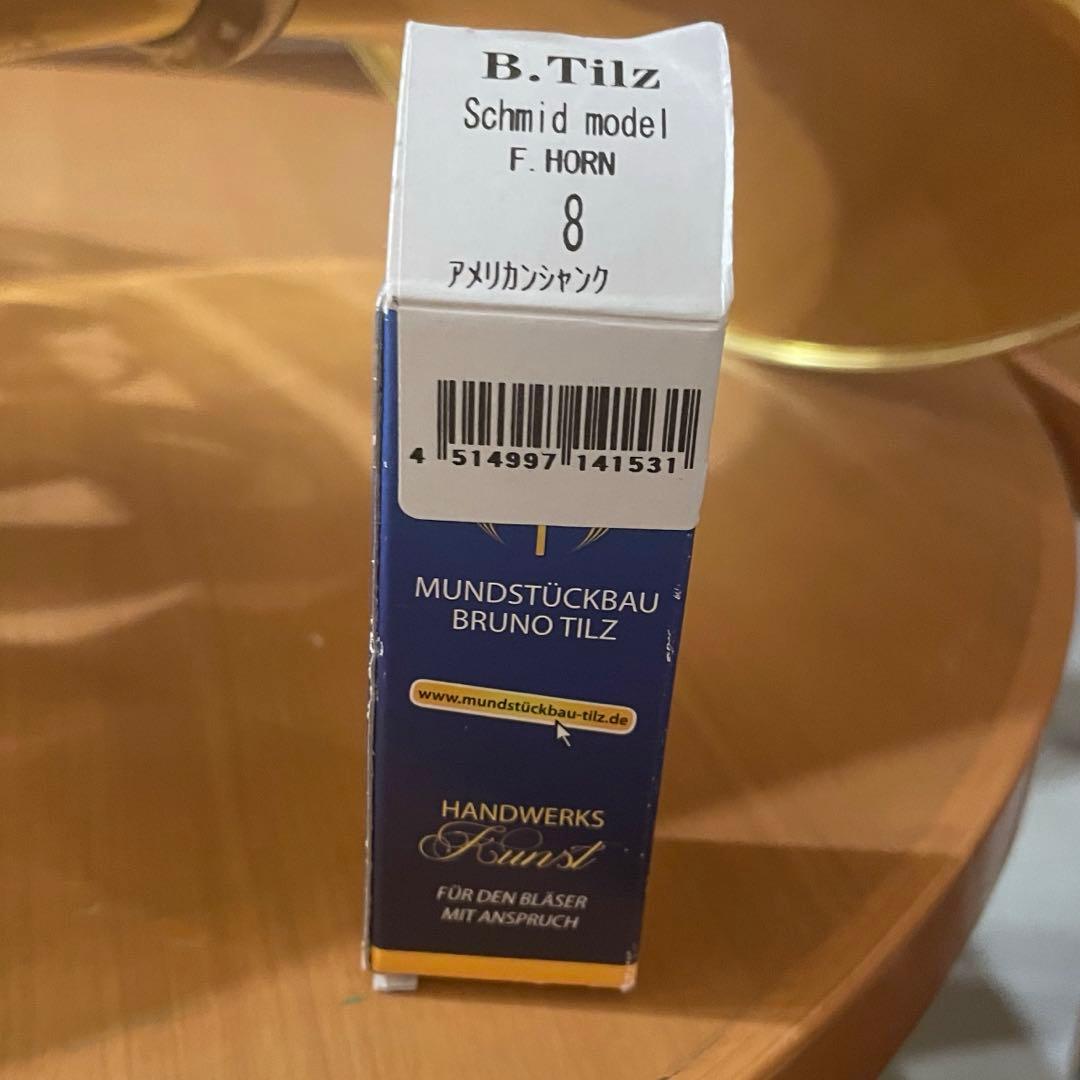 B.Tilz
Schmid model
F. HORN
8
アメリカンシャンク
4 514997 141531
MUNDSTÜCKBAU
BRUNO TILZ
www.mundstückbau-tilz.de
HANDWERKS
Kunst
FÜR DEN BLÄSER
MIT ANSPRUCH